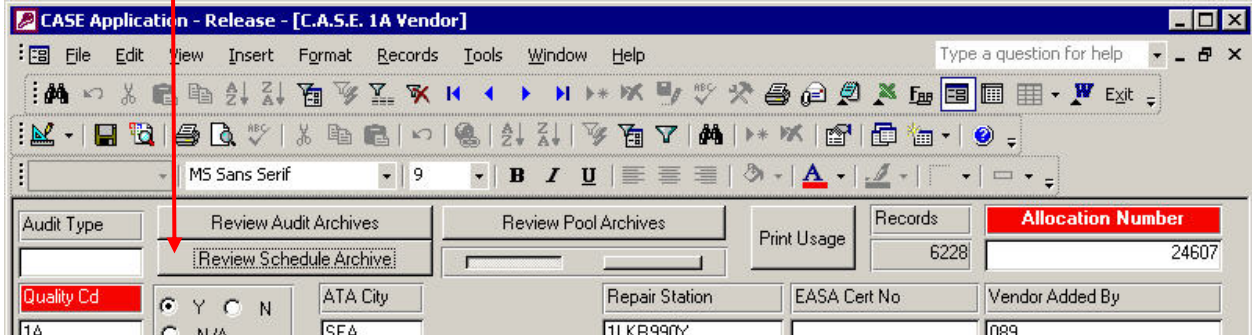 CASE Application - Release - [C.A.S.E. 1A Vendor]
File Edit View Insert Format Records Tools Window Help Type a question for help
Exit
MS Sans Serif 9 B I U A
Audit Type Review Audit Archives Review Pool Archives Print Usage Records Allocation Number
Review Schedule Archive 6228 24607
Quality Cd Y N ATA City Repair Station EASA Cert No Vendor Added By
1A N/A SEA 1LKR990Y 089